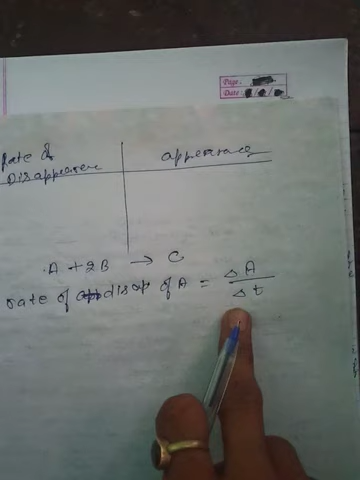 Page:
Date:
Rate of
Disappearence
appearance
A + 2B → C
rate of disap of A = ΔA
Δt